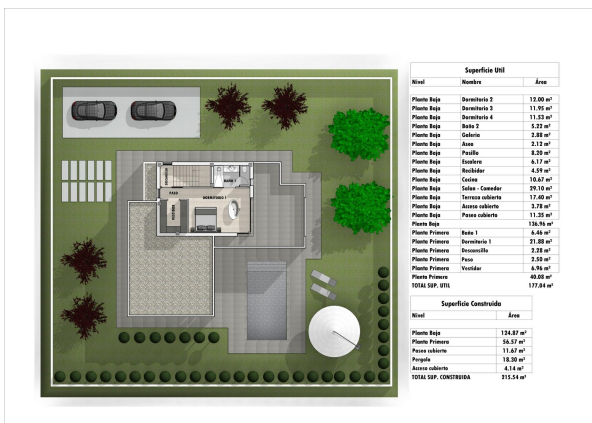 Superficie Util
Nivel Nombre Área
Planta Baja Dormitorio 2 12.00 m²
Planta Baja Dormitorio 3 11.95 m²
Planta Baja Dormitorio 4 11.53 m²
Planta Baja Baño 2 5.22 m²
Planta Baja Galería 2.88 m²
Planta Baja Aseo 2.12 m²
Planta Baja Pasillo 8.20 m²
Planta Baja Escalera 6.17 m²
Planta Baja Recibidor 4.59 m²
Planta Baja Cocina 10.67 m²
Planta Baja Salon - Comedor 29.10 m²
Planta Baja Terraza cubierta 17.40 m²
Planta Baja Acceso cubierto 3.78 m²
Planta Baja Paseo cubierto 11.35 m²
Planta Baja 136.96 m²
Planta Primera Baño 1 6.46 m²
Planta Primera Dormitorio 1 21.88 m²
Planta Primera Descansillo 2.28 m²
Planta Primera Paso 2.50 m²
Planta Primera Vestidor 6.96 m²
Planta Primera 40.08 m²
TOTAL SUP. UTIL 177.04 m²
Superficie Construida
Nivel Área
Planta Baja 124.87 m²
Planta Primera 56.57 m²
Paseo cubierto 11.67 m²
Pergola 18.30 m²
Acceso cubierto 4.14 m²
TOTAL SUP. CONSTRUIDA 215.54 m²
BAÑO 1
PASO
DORMITORIO 1
VESTIDOR